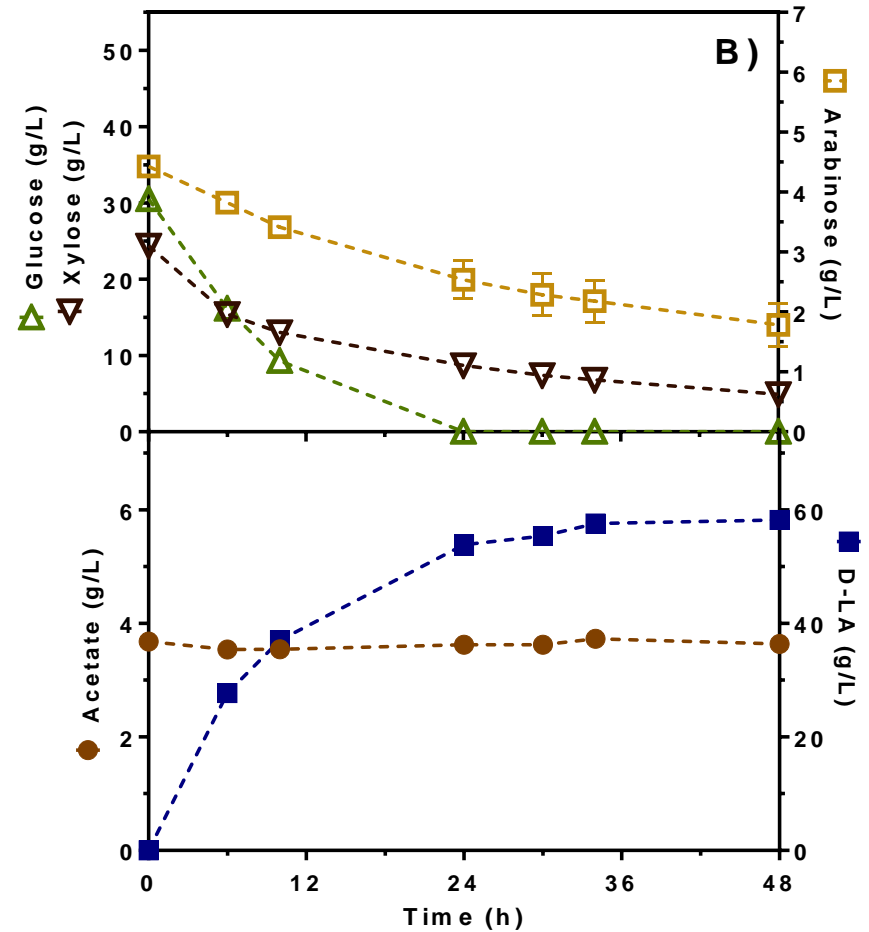 B)
Glucose (g/L)
Xylose (g/L)
50
40
30
20
10
0
7
6
5
4
3
2
1
0
Arabinose (g/L)
Acetate (g/L)
6
4
2
0
60
40
20
0
D-LA (g/L)
0 12 24 36 48
Time (h)